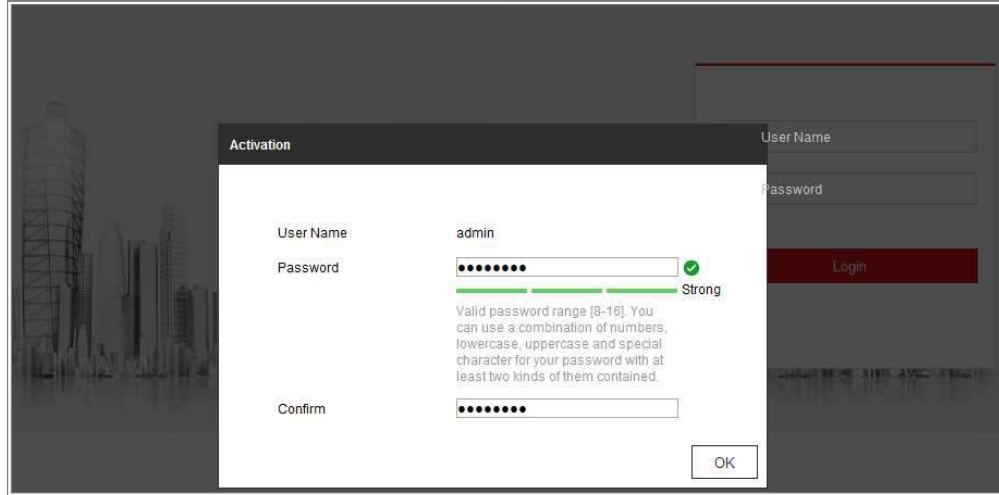 Activation
User Name
Password
Login
User Name admin
Password ●●●●●●●●
Strong
Valid password range [8-16]. You
can use a combination of numbers,
lowercase, uppercase and special
character for your password with at
least two kinds of them contained.
Confirm ●●●●●●●●
OK